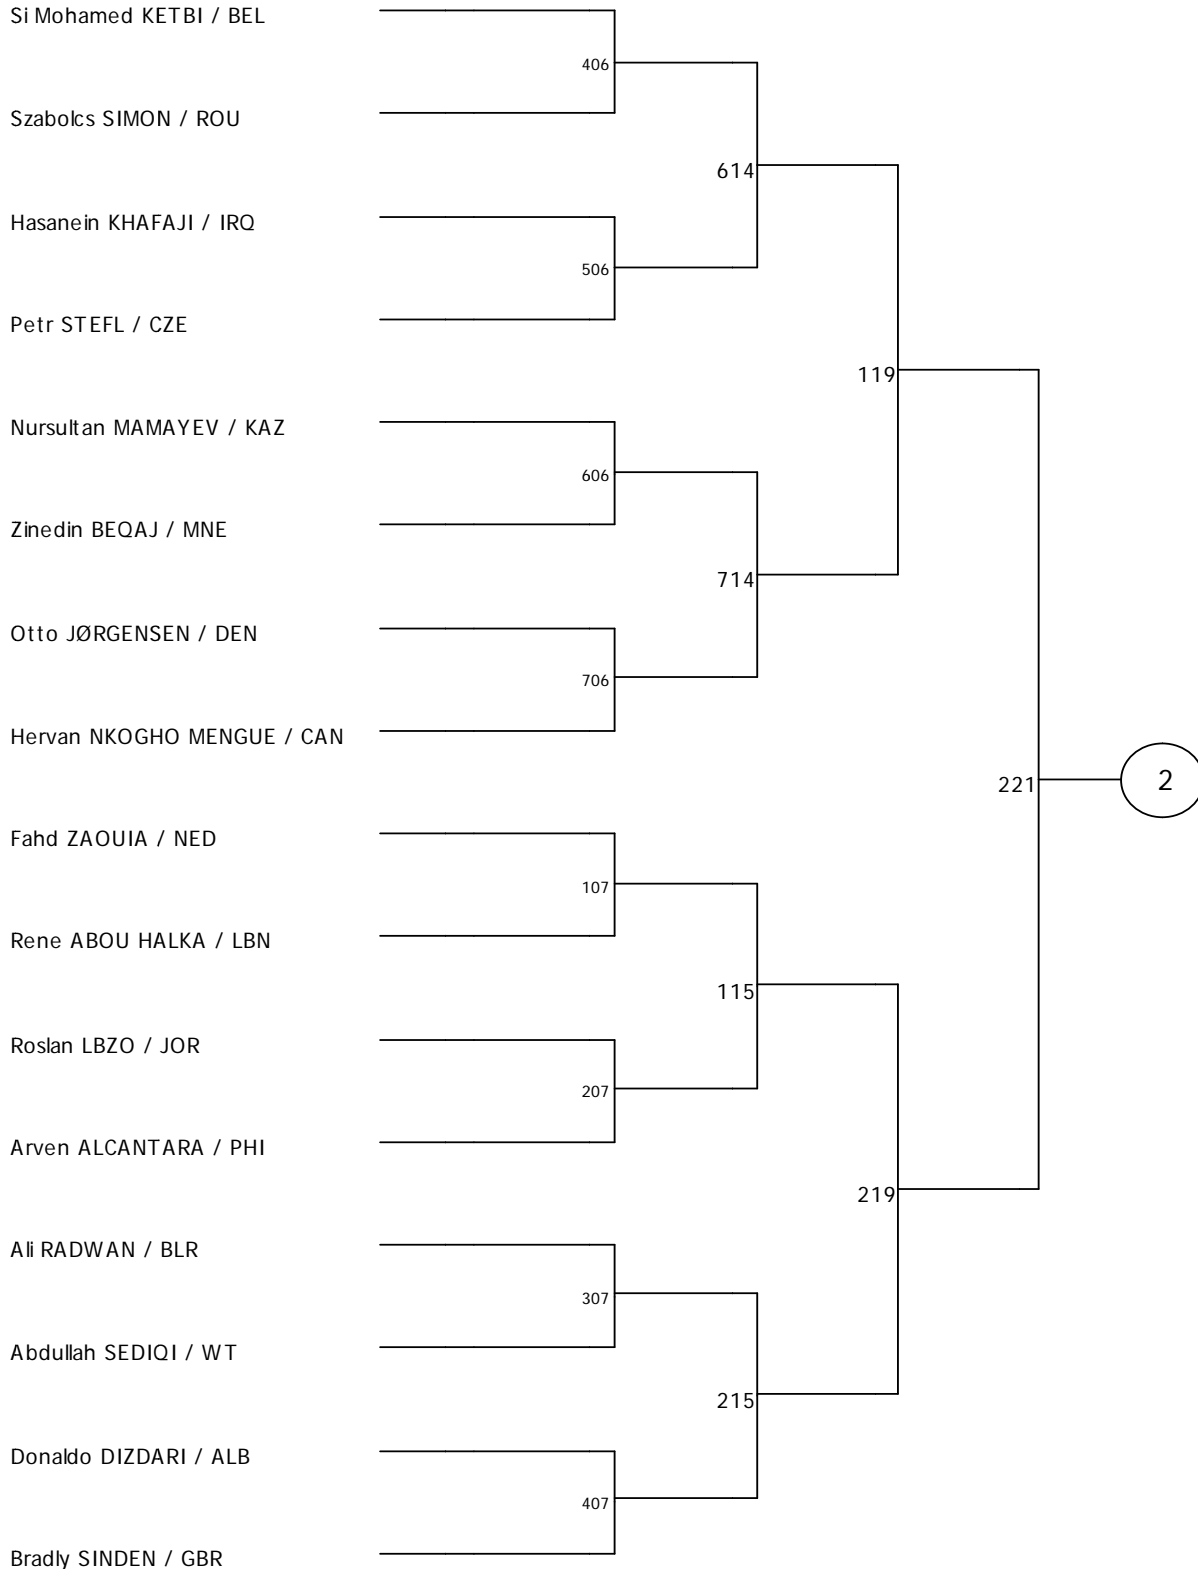 Si Mohamed KETBI / BEL
406
Szabolcs SIMON / ROU
614
Hasanein KHAFAJI / IRQ
506
Petr STEFL / CZE
119
Nursultan MAMAYEV / KAZ
606
Zinedin BEQAJ / MNE
714
Otto JØRGENSEN / DEN
706
Hervan NKOGHO MENGUE / CAN
221
2
Fahd ZAOUIA / NED
107
Rene ABOU HALKA / LBN
115
Roslan LBZO / JOR
207
Arven ALCANTARA / PHI
219
Ali RADWAN / BLR
307
Abdullah SEDIQI / WT
215
Donaldo DIZDARI / ALB
407
Bradly SINDEN / GBR